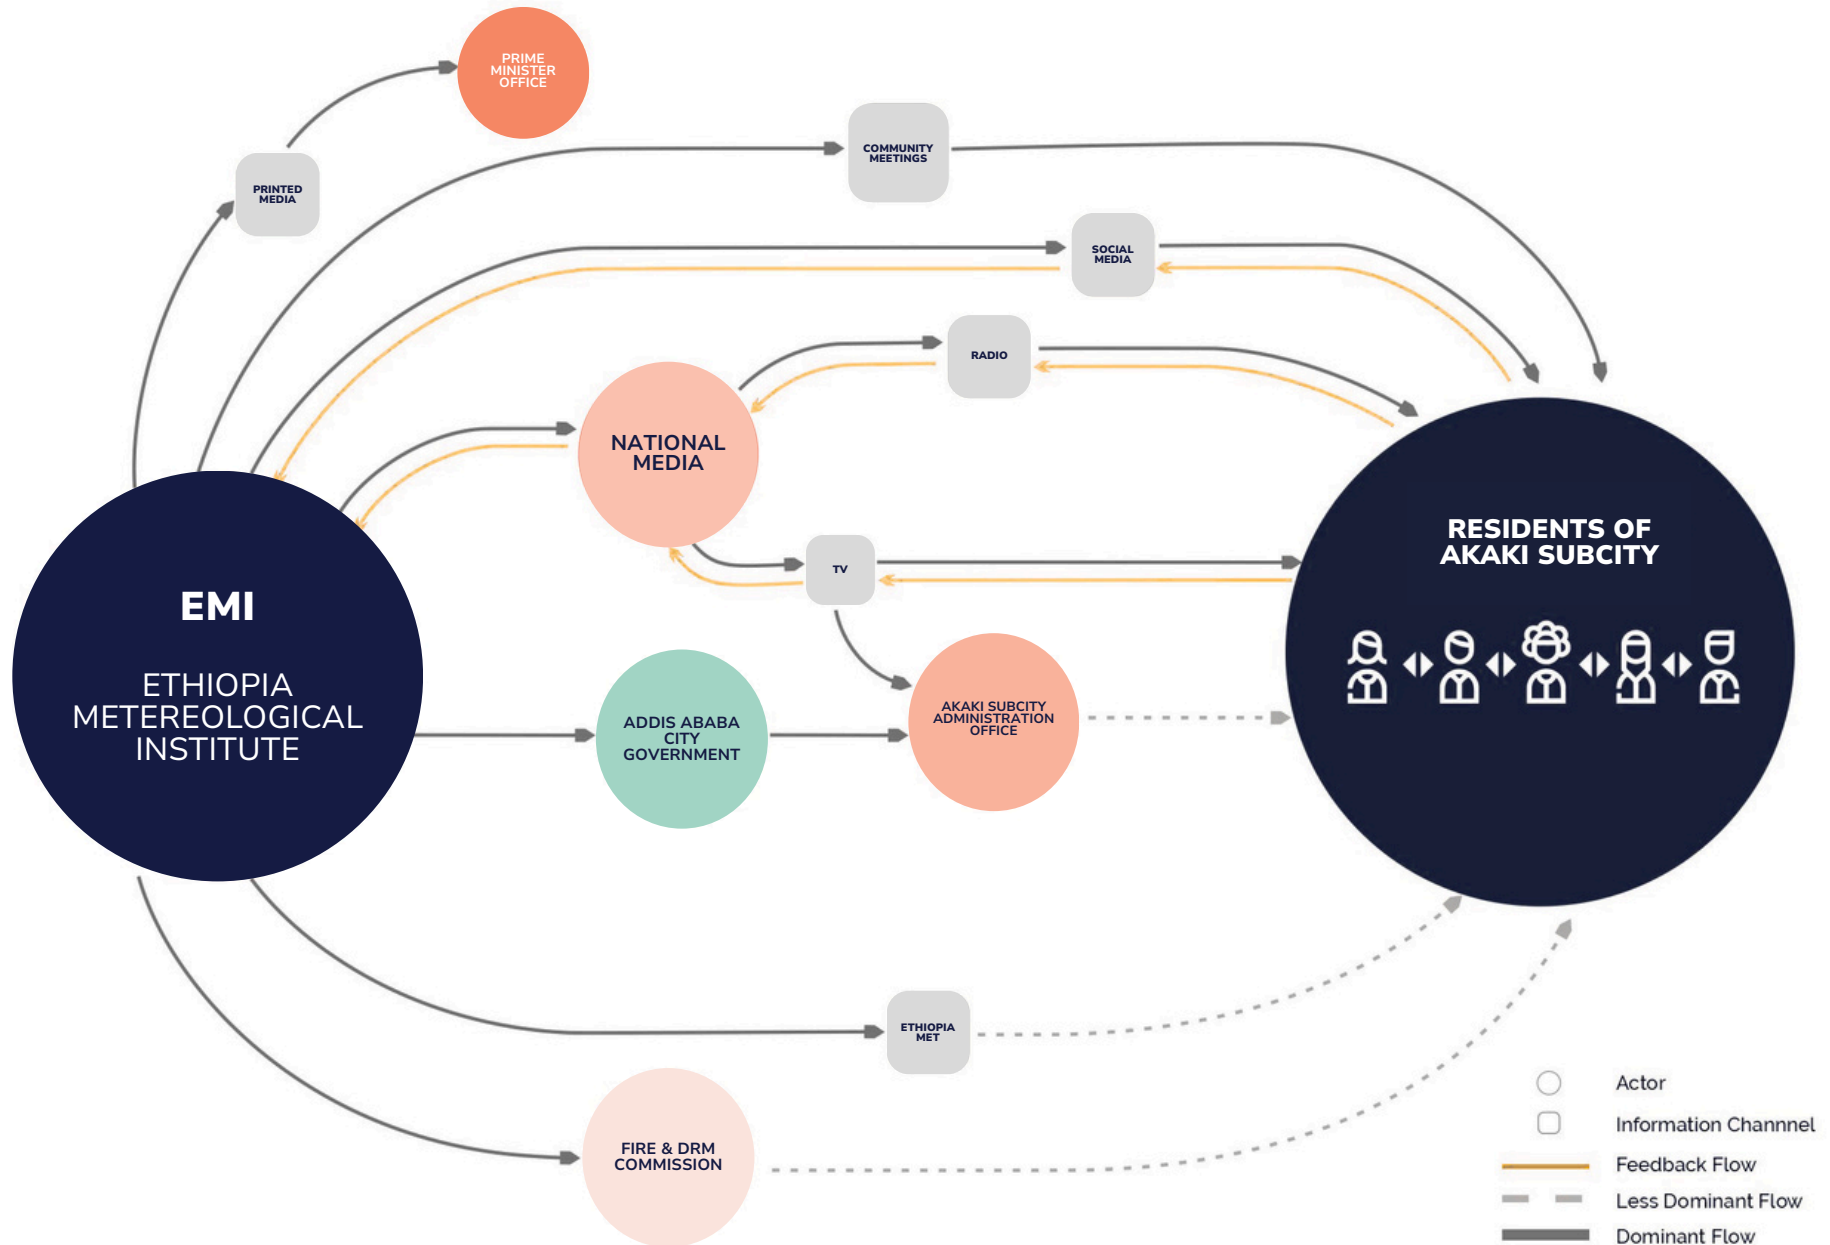 PRIME
MINISTER
OFFICE
PRINTED
MEDIA
COMMUNITY
MEETINGS
SOCIAL
MEDIA
RADIO
NATIONAL
MEDIA
TV
EMI
ETHIOPIA
METEREOLOGICAL
INSTITUTE
ADDIS ABABA
CITY
GOVERNMENT
AKAKI SUBCITY
ADMINISTRATION
OFFICE
RESIDENTS OF
AKAKI SUBCITY
ETHIOPIA
MET
FIRE & DRM
COMMISSION
Actor
Information Channnel
Feedback Flow
Less Dominant Flow
Dominant Flow